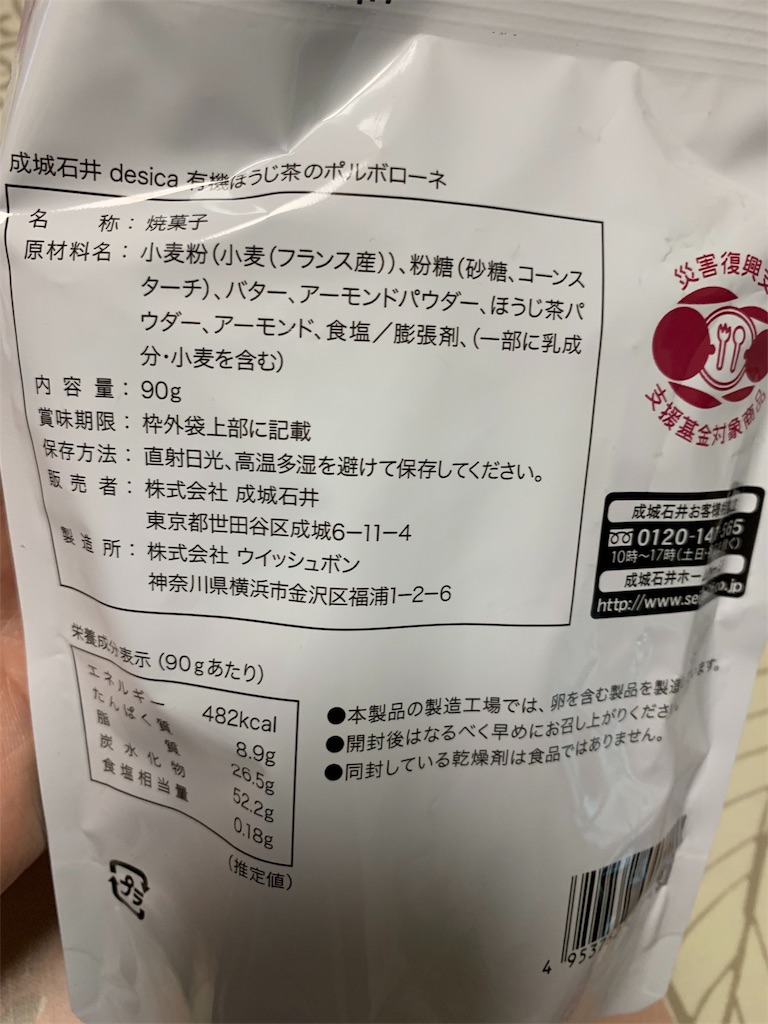 成城石井 desica 有機ほうじ茶のポルボローネ
名称：焼菓子
原材料名：小麦粉（小麦（フランス産））、粉糖（砂糖、コーンス
ターチ）、バター、アーモンドパウダー、ほうじ茶パ
ウダー、アーモンド、食塩／膨張剤、（一部に乳成
分・小麦を含む）
内容量：90g
賞味期限：枠外袋上部に記載
保存方法：直射日光、高温多湿を避けて保存してください。
販売者：株式会社 成城石井
東京都世田谷区成城6−11−4
製造所：株式会社 ウイッシュボン
神奈川県横浜市金沢区福浦1−2−6
災害復興支
支援基金対象商品
成城石井お客様
0120-14
565
10時〜17時（土日
成城石井ホー
http://www.se
.jp
栄養成分表示（90gあたり）
エネルギー 482kcal
たんぱく質 8.9g
脂質 26.5g
炭水化物 52.2g
食塩相当量 0.18g
（推定値）
●本製品の製造工場では、卵を含む製品を製造
ます。
●開封後はなるべく早めにお召し上がりくださ
●同封している乾燥剤は食品ではありません。
プラ
4 953